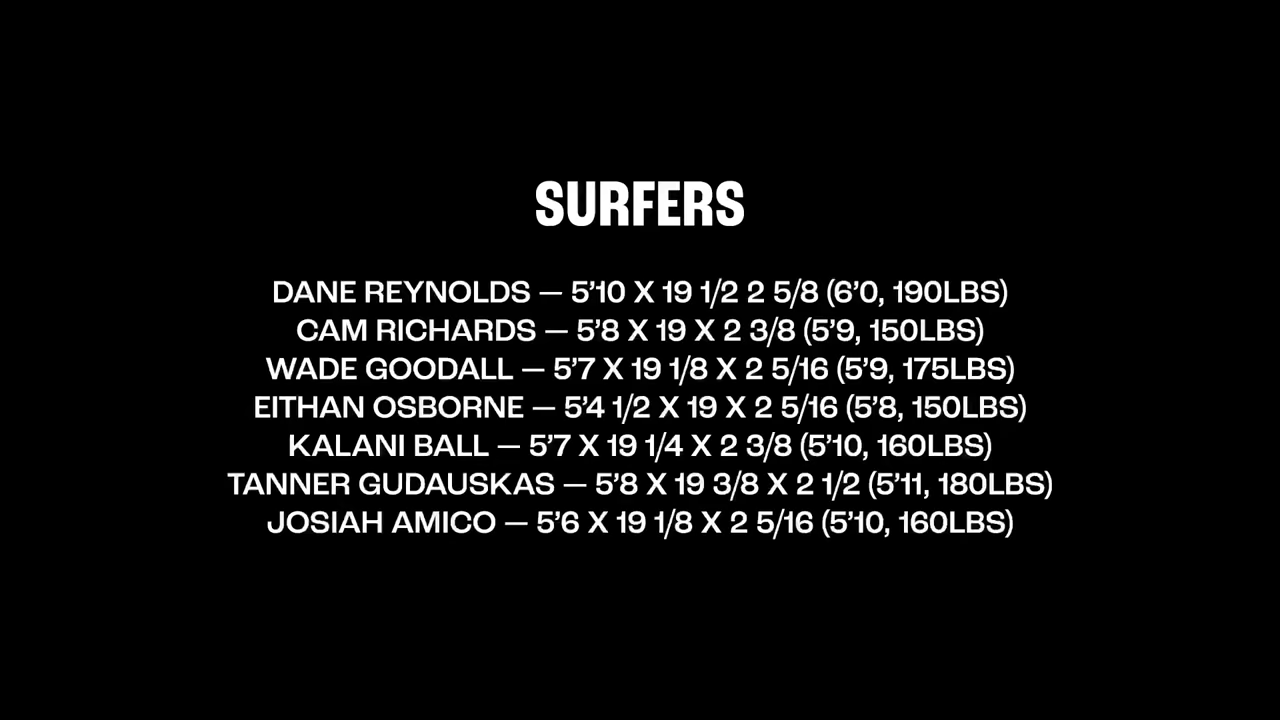 SURFERS
DANE REYNOLDS — 5’10 X 19 1/2 2 5/8 (6’0, 190LBS)
CAM RICHARDS — 5’8 X 19 X 2 3/8 (5’9, 150LBS)
WADE GOODALL — 5’7 X 19 1/8 X 2 5/16 (5’9, 175LBS)
EITHAN OSBORNE — 5’4 1/2 X 19 X 2 5/16 (5’8, 150LBS)
KALANI BALL — 5’7 X 19 1/4 X 2 3/8 (5’10, 160LBS)
TANNER GUDAUSKAS — 5’8 X 19 3/8 X 2 1/2 (5’11, 180LBS)
JOSIAH AMICO — 5’6 X 19 1/8 X 2 5/16 (5’10, 160LBS)